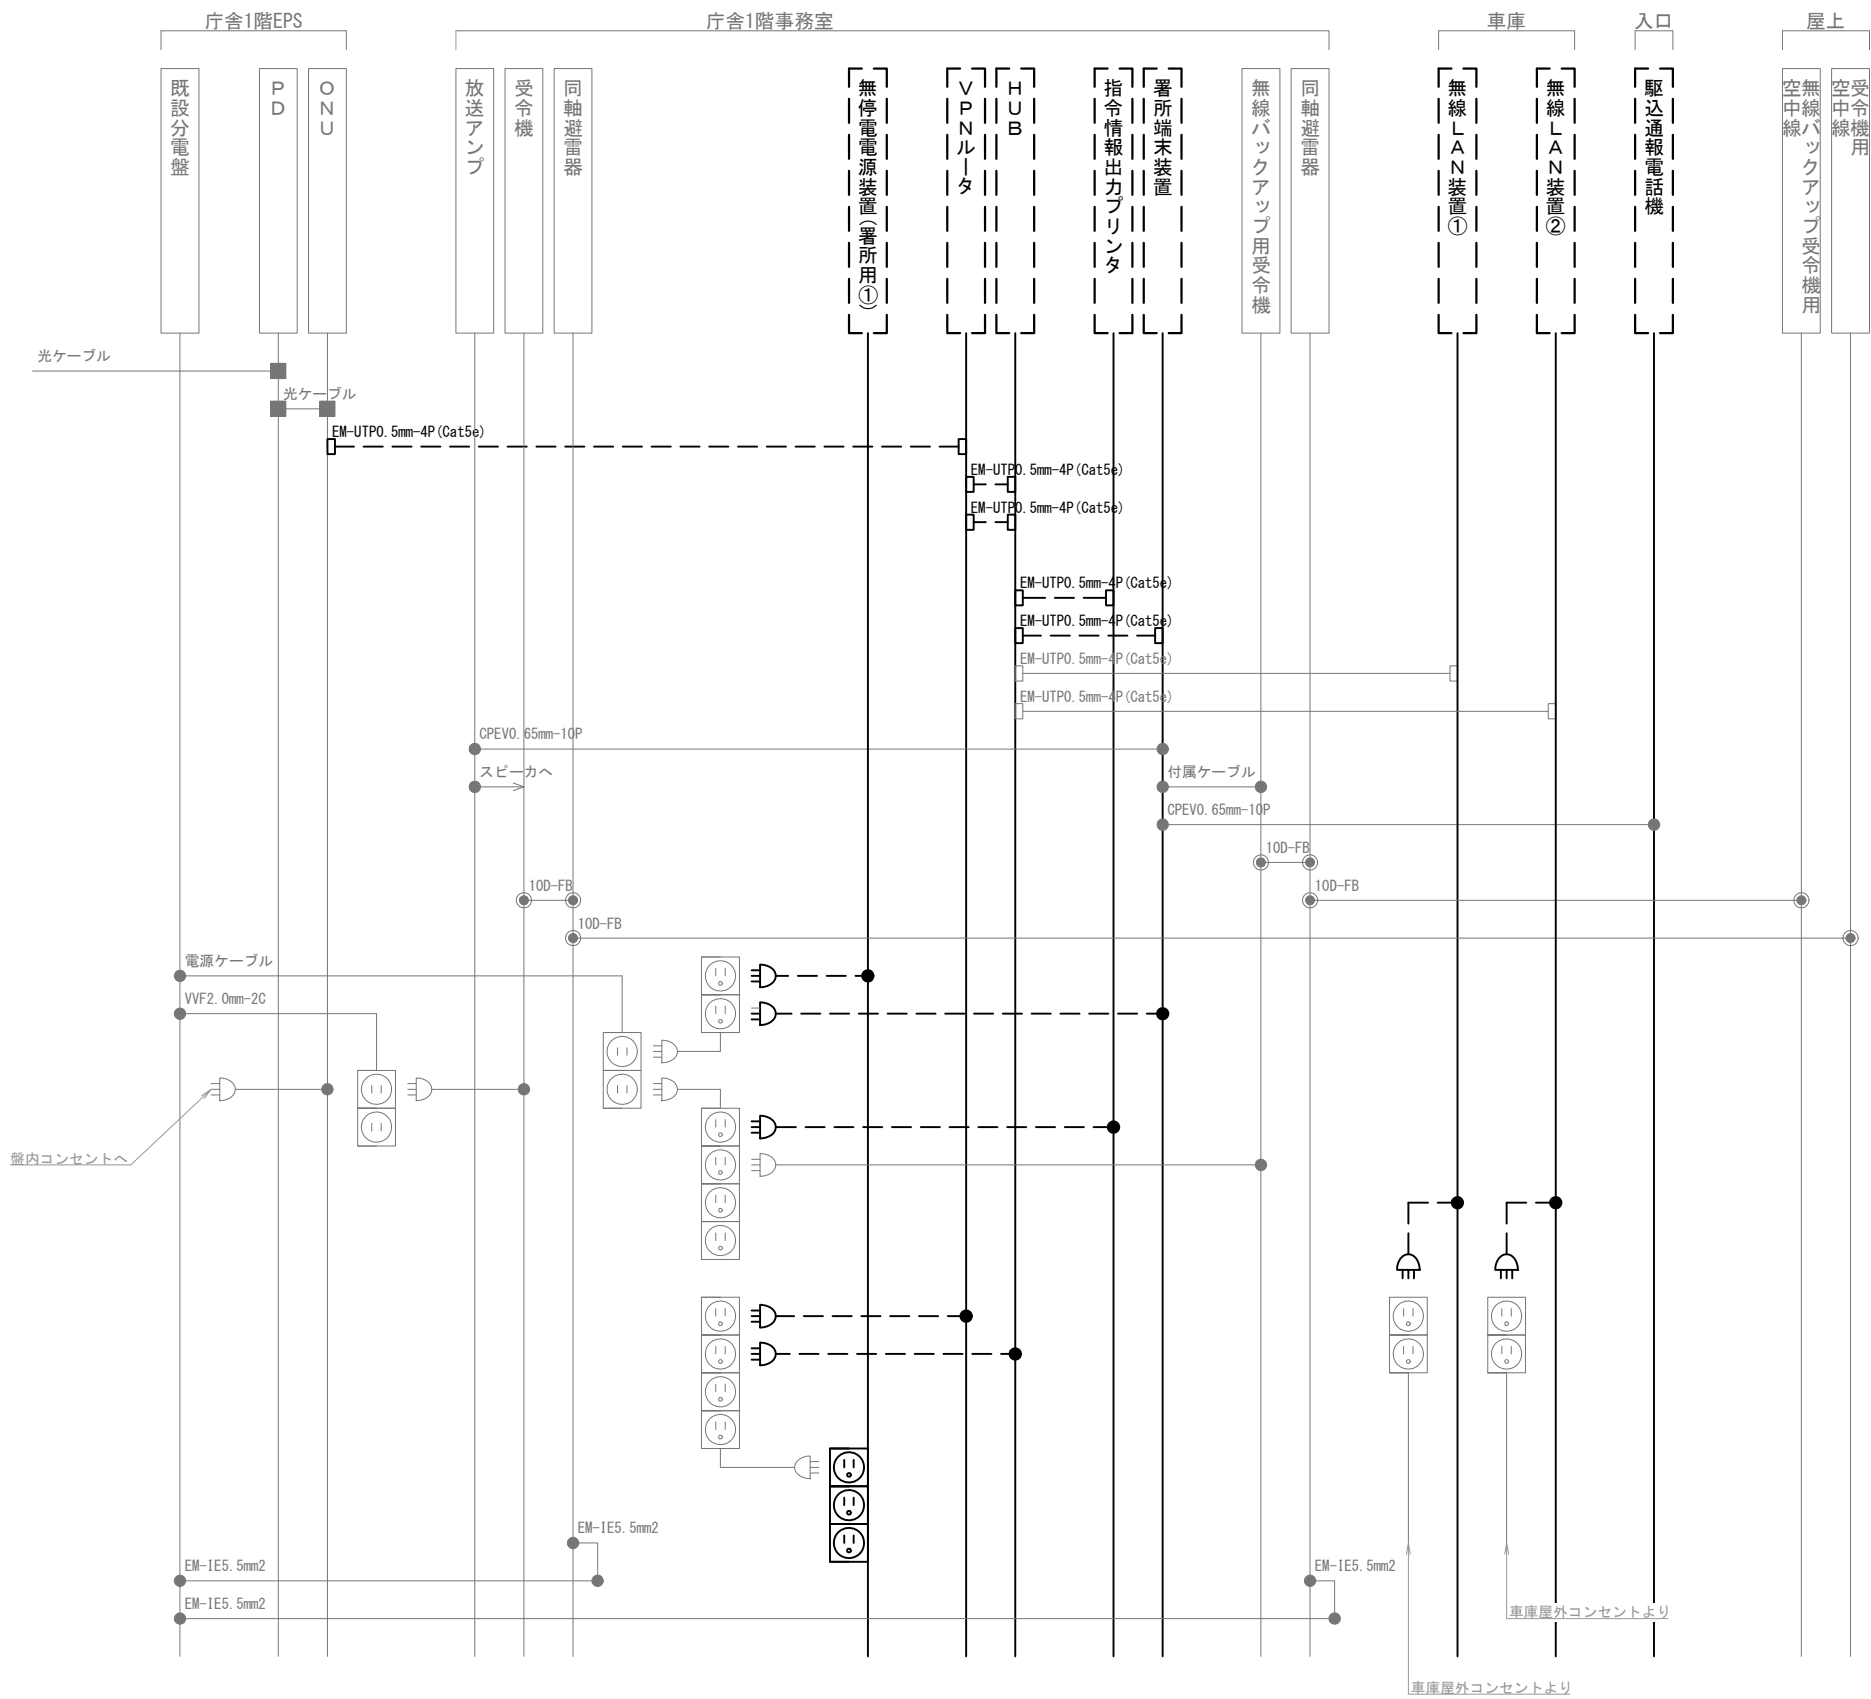 庁舎1階EPS
庁舎1階事務室
車庫
入口
屋上
既設分電盤
PD
ONU
放送アンプ
受令機
同軸避雷器
無停電電源装置(署所用①)
VPNルータ
HUB
指令情報出力プリンタ
署所端末装置
無線バックアップ用受令機
同軸避雷器
無線LAN装置①
無線LAN装置②
駆込通報電話機
無線バックアップ受令機用
空中線
受令機用
空中線
光ケーブル
光ケーブル
EM-UTP0.5mm-4P(Cat5e)
EM-UTP0.5mm-4P(Cat5e)
EM-UTP0.5mm-4P(Cat5e)
EM-UTP0.5mm-4P(Cat5e)
EM-UTP0.5mm-4P(Cat5e)
EM-UTP0.5mm-4P(Cat5e)
EM-UTP0.5mm-4P(Cat5e)
CPEV0.65mm-10P
スピーカへ
付属ケーブル
CPEV0.65mm-10P
10D-FB
10D-FB
10D-FB
10D-FB
電源ケーブル
VVF2.0mm-2C
盤内コンセントへ
EM-IE5.5mm2
EM-IE5.5mm2
EM-IE5.5mm2
EM-IE5.5mm2
車庫屋外コンセントより
車庫屋外コンセントより